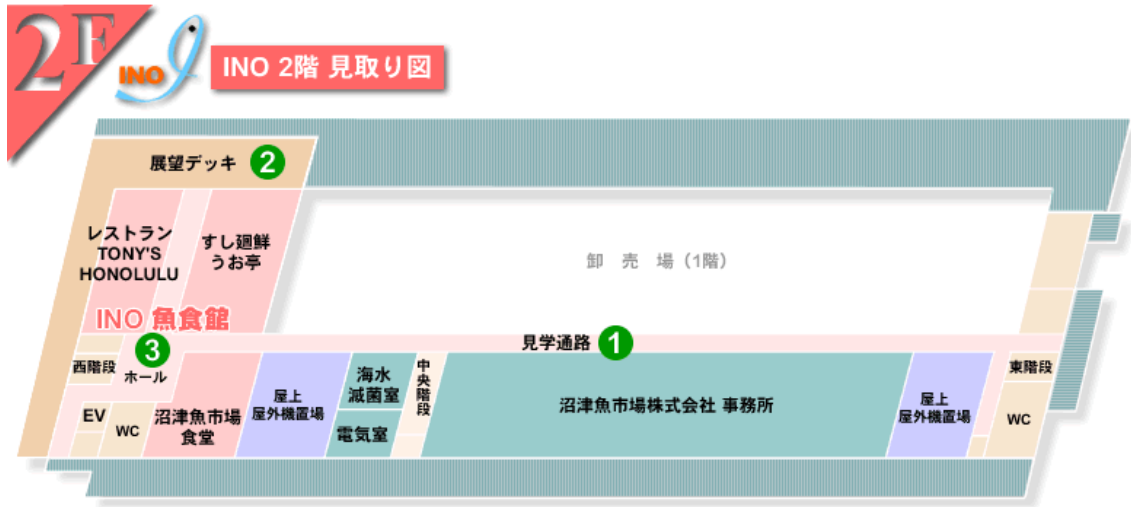 2F
INO
INO 2階 見取り図
展望デッキ 2
レストラン
TONY'S
HONOLULU
すし廻鮮
うお亭
卸 売 場 (1階)
INO 魚食館
見学通路 1
3
西階段
ホール
EV
WC
沼津魚市場
食堂
屋上
屋外機置場
海水
滅菌室
電気室
中央階段
沼津魚市場株式会社 事務所
屋上
屋外機置場
東階段
WC